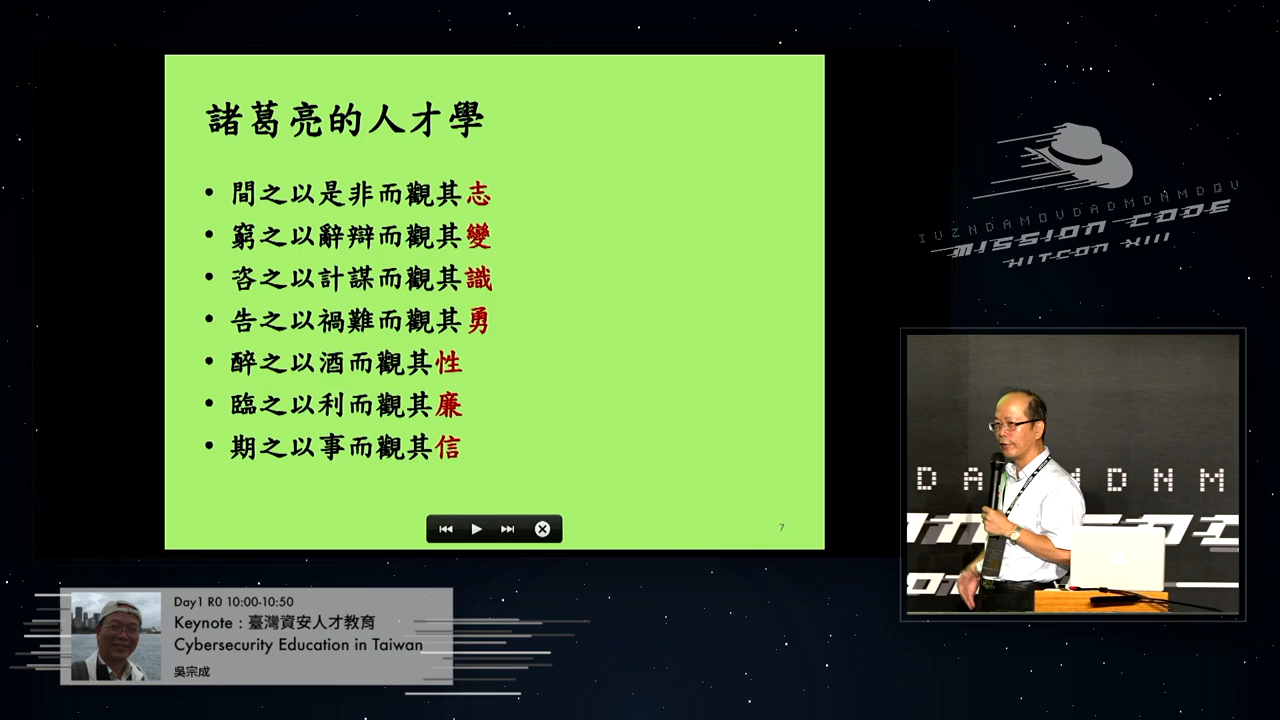 諸葛亮的人才學
• 間之以是非而觀其志
• 窮之以辭辯而觀其變
• 咨之以計謀而觀其識
• 告之以禍難而觀其勇
• 醉之以酒而觀其性
• 臨之以利而觀其廉
• 期之以事而觀其信
7
IVZNDAMOVDADMDNMDQV
MISSION CODE
HITCON XIII
DA MDNM
Day1 R0 10:00-10:50
Keynote：臺灣資安人才教育
Cybersecurity Education in Taiwan
吳宗成